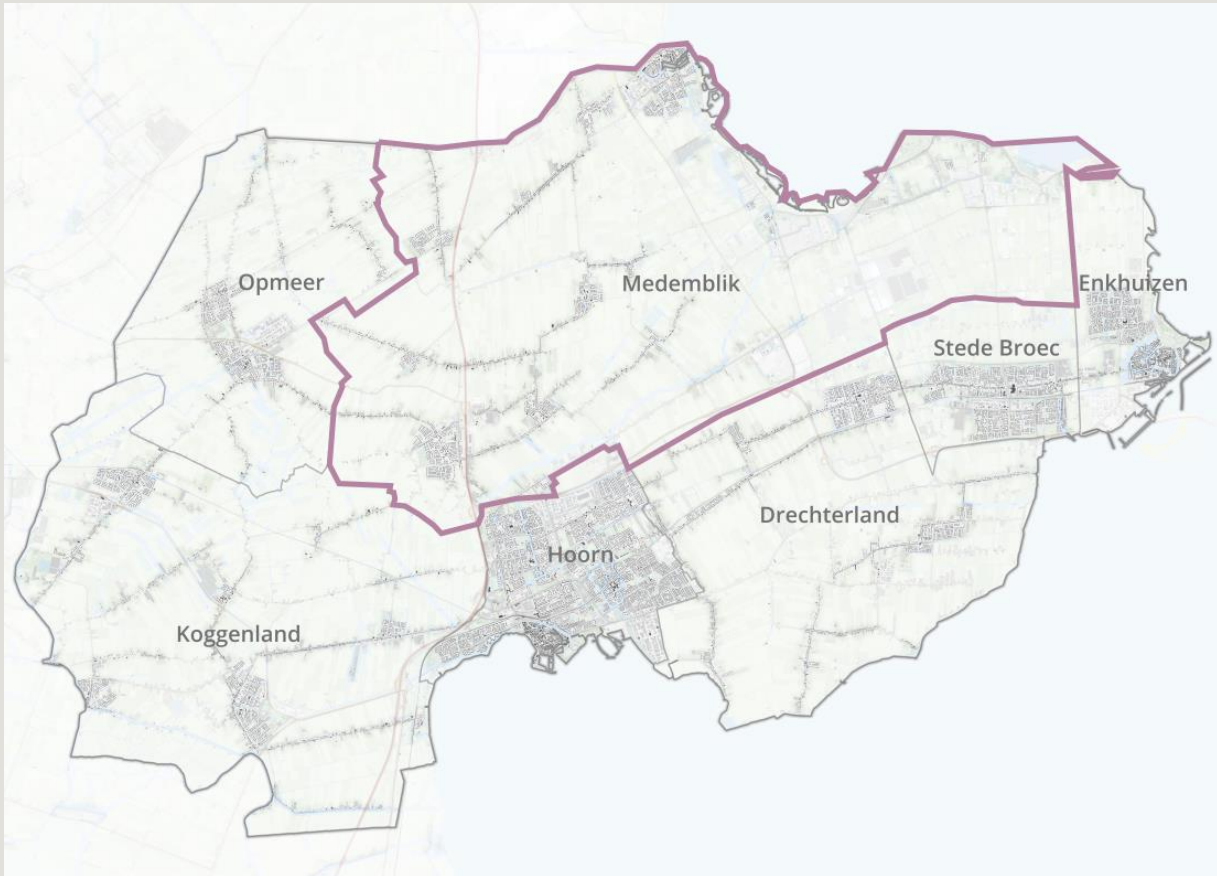 Opmeer
Medemblik
Enkhuizen
Stede Broec
Drechterland
Hoorn
Koggenland